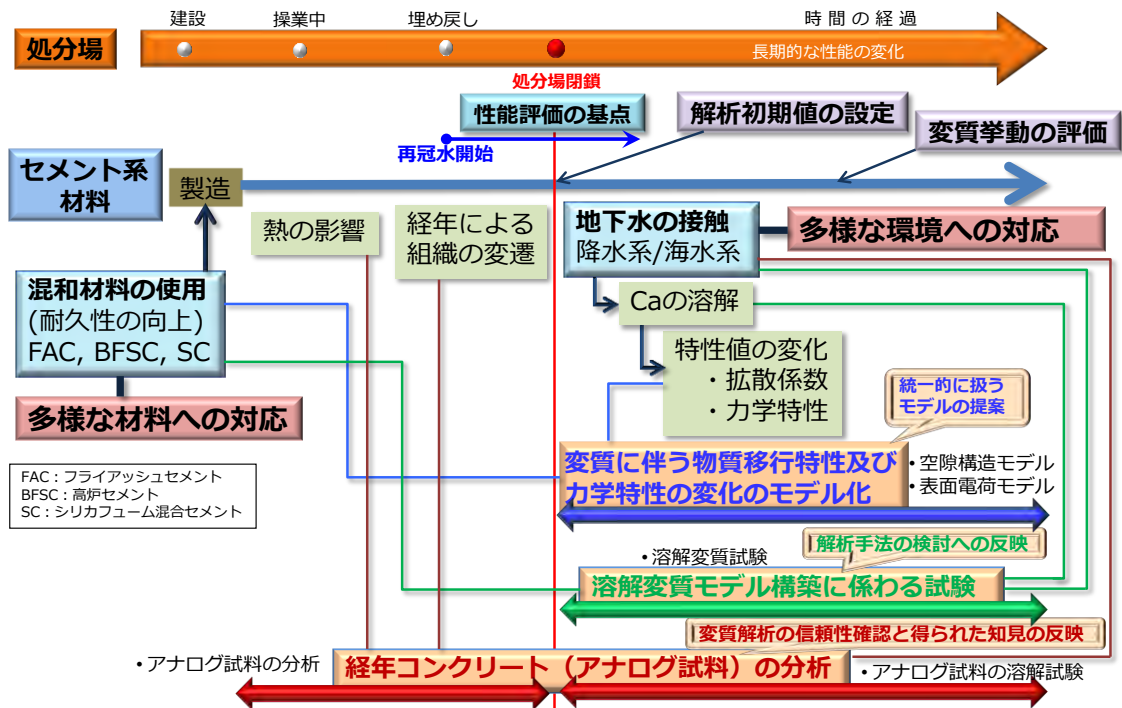 建設
操業中
埋め戻し
時間の経過
処分場
長期的な性能の変化
処分場閉鎖
性能評価の基点
解析初期値の設定
変質挙動の評価
再冠水開始
セメント系
材料
製造
熱の影響
経年による
組織の変遷
地下水の接触
降水系/海水系
多様な環境への対応
混和材料の使用
(耐久性の向上)
FAC, BFSC, SC
Caの溶解
特性値の変化
・拡散係数
・力学特性
多様な材料への対応
統一的に扱う
モデルの提案
FAC：フライアッシュセメント
BFSC：高炉セメント
SC：シリカフューム混合セメント
変質に伴う物質移行特性及び
力学特性の変化のモデル化
・空隙構造モデル
・表面電荷モデル
解析手法の検討への反映
・溶解変質試験
溶解変質モデル構築に係わる試験
変質解析の信頼性確認と得られた知見の反映
・アナログ試料の分析
経年コンクリート（アナログ試料）の分析
・アナログ試料の溶解試験